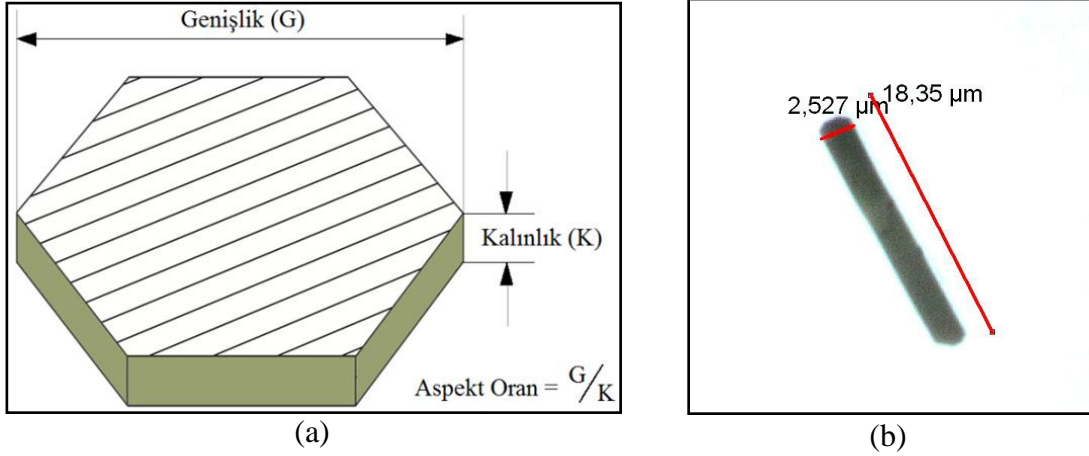 Genişlik (G)
Kalınlık (K)
Aspekt Oran = G/K
(a)
2,527 µm
18,35 µm
(b)